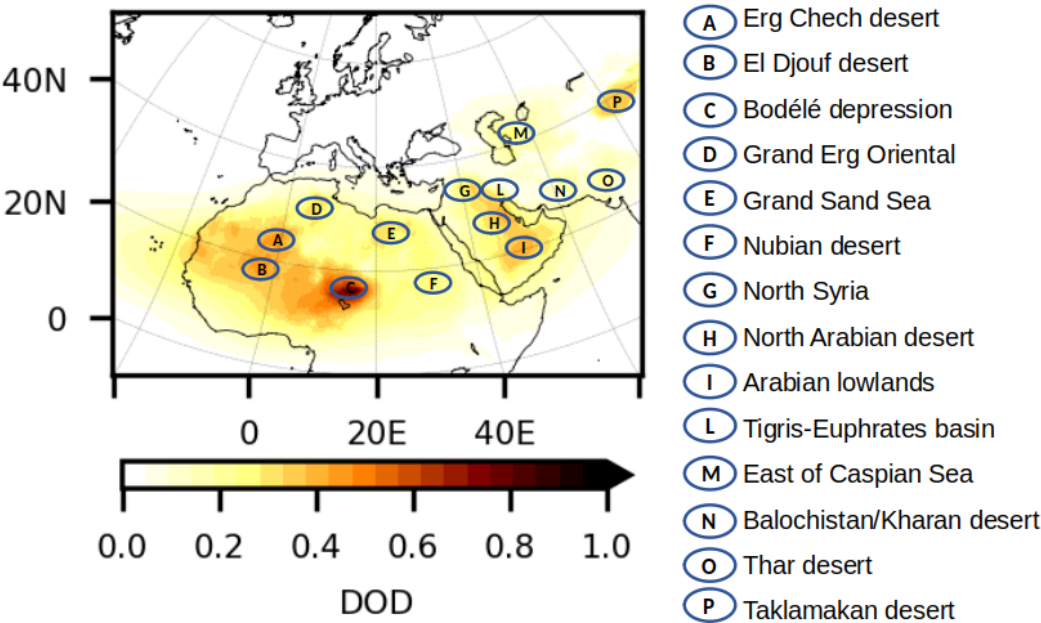 40N
20N
0
0 20E 40E
0.0 0.2 0.4 0.6 0.8 1.0
DOD
A
B
C
D
E
F
G
H
I
L
M
N
O
P
A Erg Chech desert
B El Djouf desert
C Bodélé depression
D Grand Erg Oriental
E Grand Sand Sea
F Nubian desert
G North Syria
H North Arabian desert
I Arabian lowlands
L Tigris-Euphrates basin
M East of Caspian Sea
N Balochistan/Kharan desert
O Thar desert
P Taklamakan desert